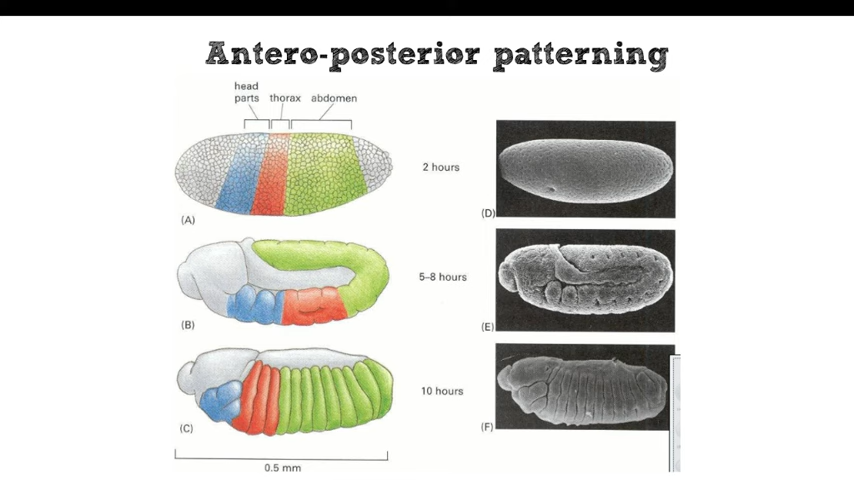 Antero-posterior patterning
head
parts thorax abdomen
2 hours
(A)
(D)
5–8 hours
(B)
(E)
10 hours
(C)
(F)
0.5 mm